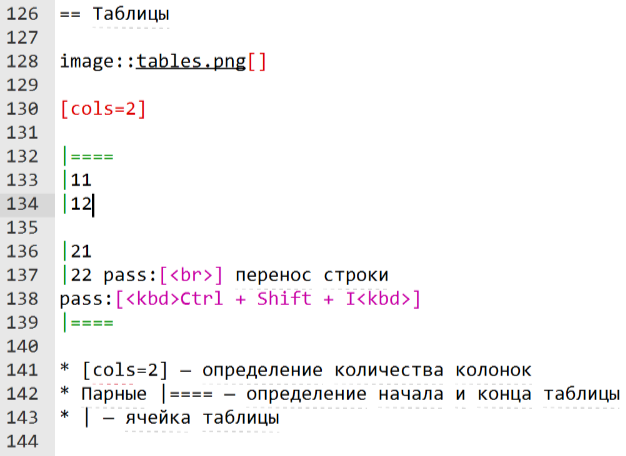 126 == Таблицы
127
128 image::tables.png[]
129
130 [cols=2]
131
132 |====
133 |11
134 |12
135
136 |21
137 |22 pass:[<br>] перенос строки
138 pass:[<kbd>Ctrl + Shift + I<kbd>]
139 |====
140
141 * [cols=2] — определение количества колонок
142 * Парные |==== — определение начала и конца таблицы
143 * | — ячейка таблицы
144